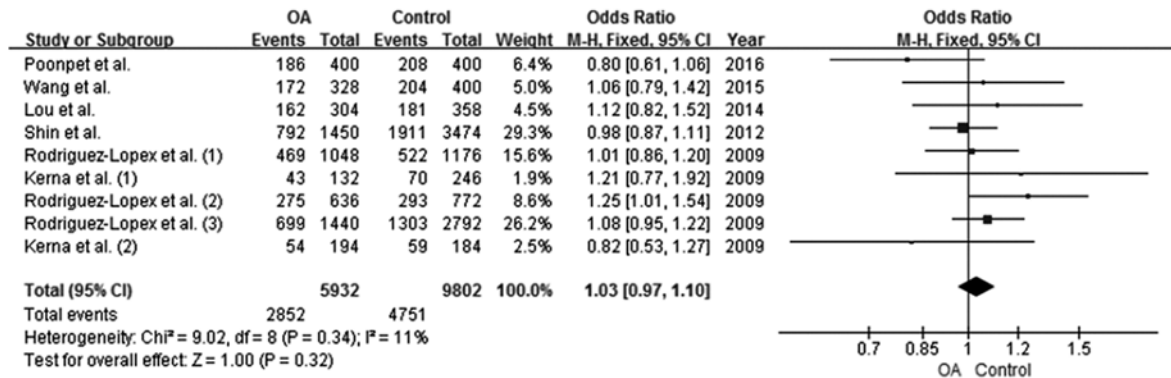 OA Control Odds Ratio Odds Ratio
Study or Subgroup Events Total Events Total Weight M-H, Fixed, 95% CI Year M-H, Fixed, 95% CI
Poonpet et al. 186 400 208 400 6.4% 0.80 [0.61, 1.06] 2016
Wang et al. 172 328 204 400 5.0% 1.06 [0.79, 1.42] 2015
Lou et al. 162 304 181 358 4.5% 1.12 [0.82, 1.52] 2014
Shin et al. 792 1450 1911 3474 29.3% 0.98 [0.87, 1.11] 2012
Rodriguez-Lopex et al. (1) 469 1048 522 1176 15.6% 1.01 [0.86, 1.20] 2009
Kerna et al. (1) 43 132 70 246 1.9% 1.21 [0.77, 1.92] 2009
Rodriguez-Lopex et al. (2) 275 636 293 772 8.6% 1.25 [1.01, 1.54] 2009
Rodriguez-Lopex et al. (3) 699 1440 1303 2792 26.2% 1.08 [0.95, 1.22] 2009
Kerna et al. (2) 54 194 59 184 2.5% 0.82 [0.53, 1.27] 2009
Total (95% CI) 5932 9802 100.0% 1.03 [0.97, 1.10]
Total events 2852 4751
Heterogeneity: Chi² = 9.02, df = 8 (P = 0.34); I² = 11%
Test for overall effect: Z = 1.00 (P = 0.32)
0.7 0.85 1 1.2 1.5
OA Control